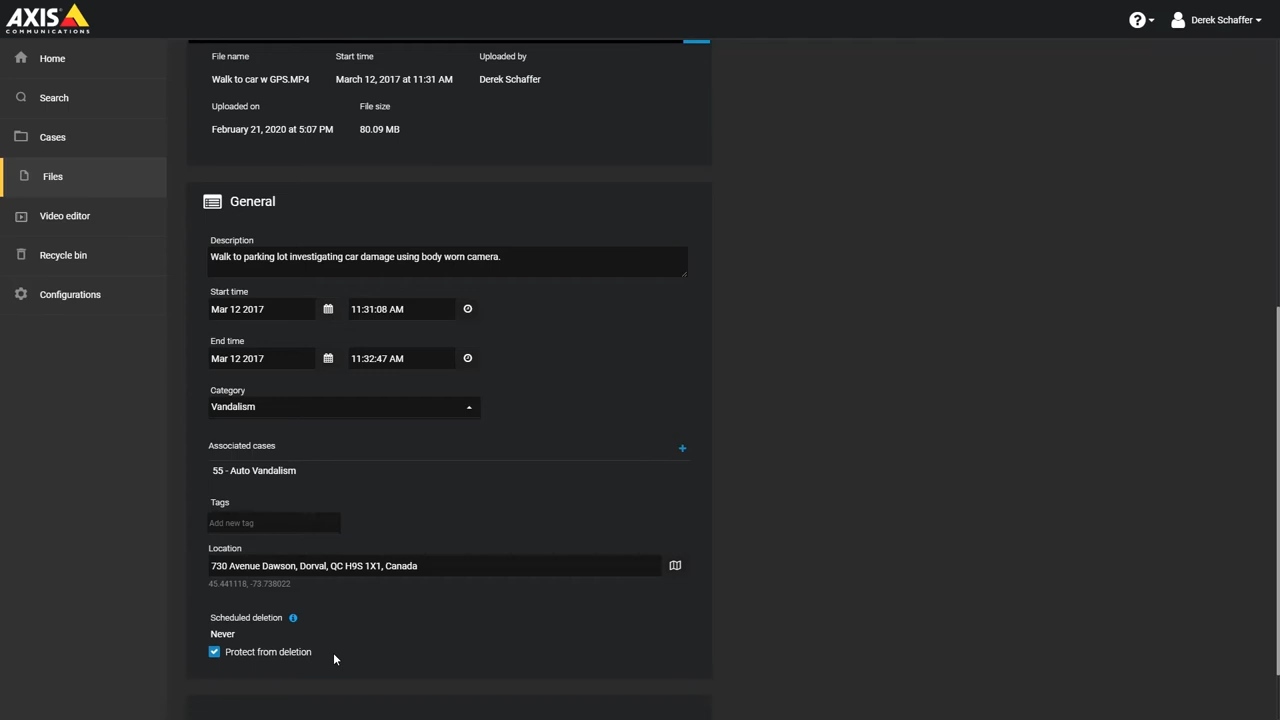 AXIS
COMMUNICATIONS
Derek Schaffer
Home
Search
Cases
Files
Video editor
Recycle bin
Configurations
File name
Start time
Uploaded by
Walk to car w GPS.MP4
March 12, 2017 at 11:31 AM
Derek Schaffer
Uploaded on
File size
February 21, 2020 at 5:07 PM
80.09 MB
General
Description
Walk to parking lot investigating car damage using body worn camera.
Start time
Mar 12 2017
11:31:08 AM
End time
Mar 12 2017
11:32:47 AM
Category
Vandalism
Associated cases
+
55 - Auto Vandalism
Tags
Add new tag
Location
730 Avenue Dawson, Dorval, QC H9S 1X1, Canada
45.441118, -73.738022
Scheduled deletion
Never
Protect from deletion